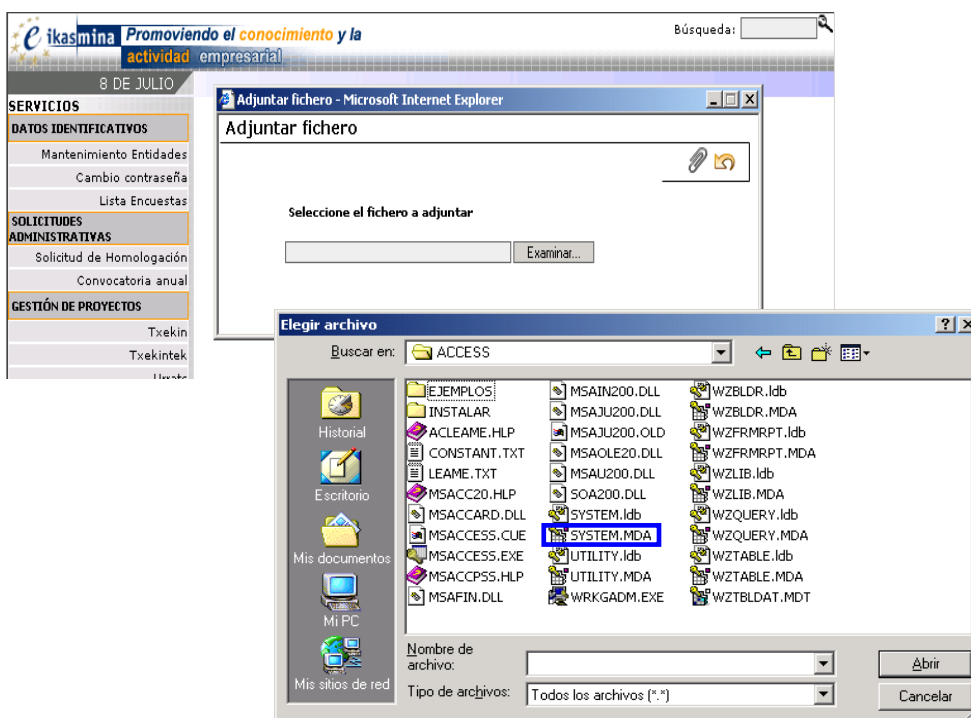 e ikasmina Promoviendo el conocimiento y la
actividad empresarial
Búsqueda:
8 DE JULIO
SERVICIOS
DATOS IDENTIFICATIVOS
Mantenimiento Entidades
Cambio contraseña
Lista Encuestas
SOLICITUDES
ADMINISTRATIVAS
Solicitud de Homologación
Convocatoria anual
GESTIÓN DE PROYECTOS
Txekin
Txekintek
Adjuntar fichero - Microsoft Internet Explorer
Adjuntar fichero
Seleccione el fichero a adjuntar
Examinar...
Elegir archivo
Buscar en: ACCESS
Historial
Escritorio
Mis documentos
Mi PC
Mis sitios de red
EJEMPLOS
INSTALAR
ACLEAME.HLP
CONSTANT.TXT
LEAME.TXT
MSACC20.HLP
MSACCARD.DLL
MSACCESS.CUE
MSACCESS.EXE
MSACCPSS.HLP
MSAFIN.DLL
MSAIN200.DLL
MSAJU200.DLL
MSAJU200.OLD
MSAOLE20.DLL
MSAU200.DLL
SOA200.DLL
SYSTEM.ldb
SYSTEM.MDA
UTILITY.ldb
UTILITY.MDA
WRKGADM.EXE
WZBLDR.ldb
WZBLDR.MDA
WZFRMRPT.ldb
WZFRMRPT.MDA
WZLIB.ldb
WZLIB.MDA
WZQUERY.ldb
WZQUERY.MDA
WZTABLE.ldb
WZTABLE.MDA
WZTBLDAT.MDT
Nombre de
archivo:
Abrir
Tipo de archivos: Todos los archivos (*.*)
Cancelar